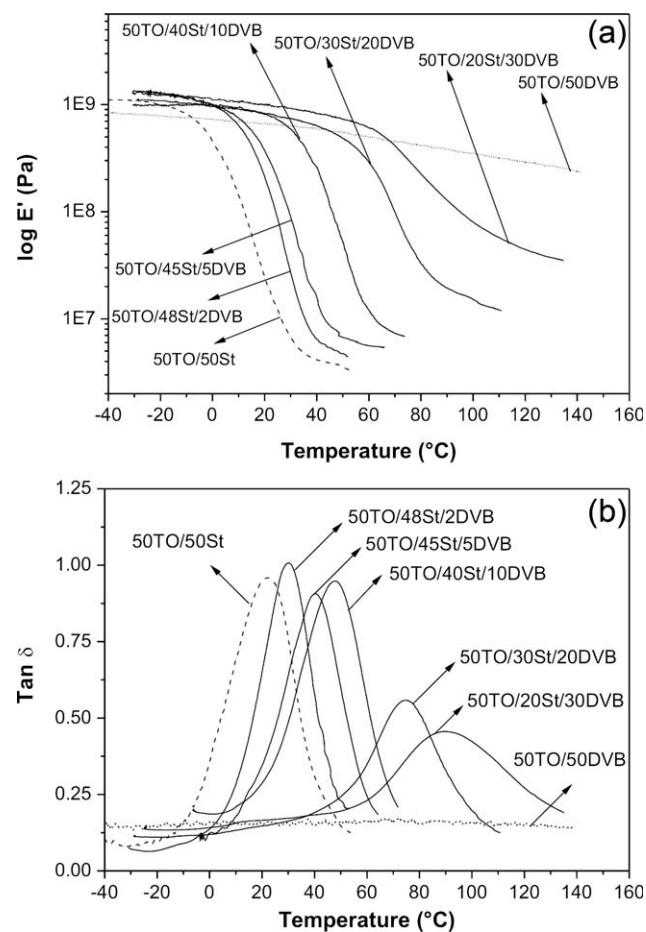 (a)
50TO/40St/10DVB
50TO/30St/20DVB
50TO/20St/30DVB
50TO/50DVB
1E9
1E8
1E7
log E' (Pa)
50TO/45St/5DVB
50TO/48St/2DVB
50TO/50St
-40 -20 0 20 40 60 80 100 120 140 160
Temperature (°C)
(b)
1.25
1.00
0.75
0.50
0.25
0.00
Tan δ
50TO/50St
50TO/48St/2DVB
50TO/45St/5DVB
50TO/40St/10DVB
50TO/30St/20DVB
50TO/20St/30DVB
50TO/50DVB
-40 -20 0 20 40 60 80 100 120 140 160
Temperature (°C)